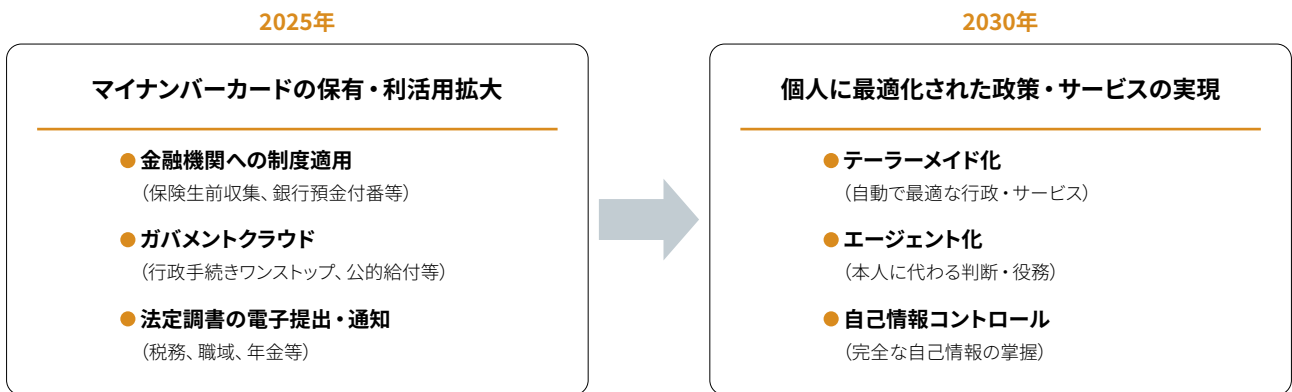 2025年
マイナンバーカードの保有・利活用拡大
●金融機関への制度適用
（保険生前収集、銀行預金付番等）
●ガバメントクラウド
（行政手続きワンストップ、公的給付等）
●法定調書の電子提出・通知
（税務、職域、年金等）
2030年
個人に最適化された政策・サービスの実現
●テーラーメイド化
（自動で最適な行政・サービス）
●エージェント化
（本人に代わる判断・役務）
●自己情報コントロール
（完全な自己情報の掌握）